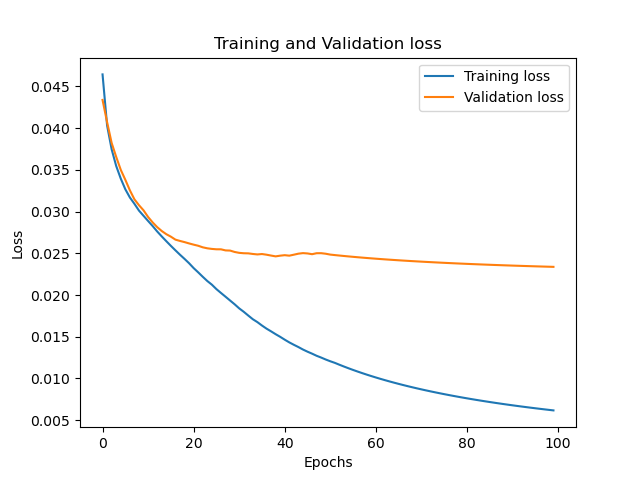 Training and Validation loss
Training loss
Validation loss
0.045
0.040
0.035
0.030
0.025
0.020
0.015
0.010
0.005
Loss
0 20 40 60 80 100
Epochs